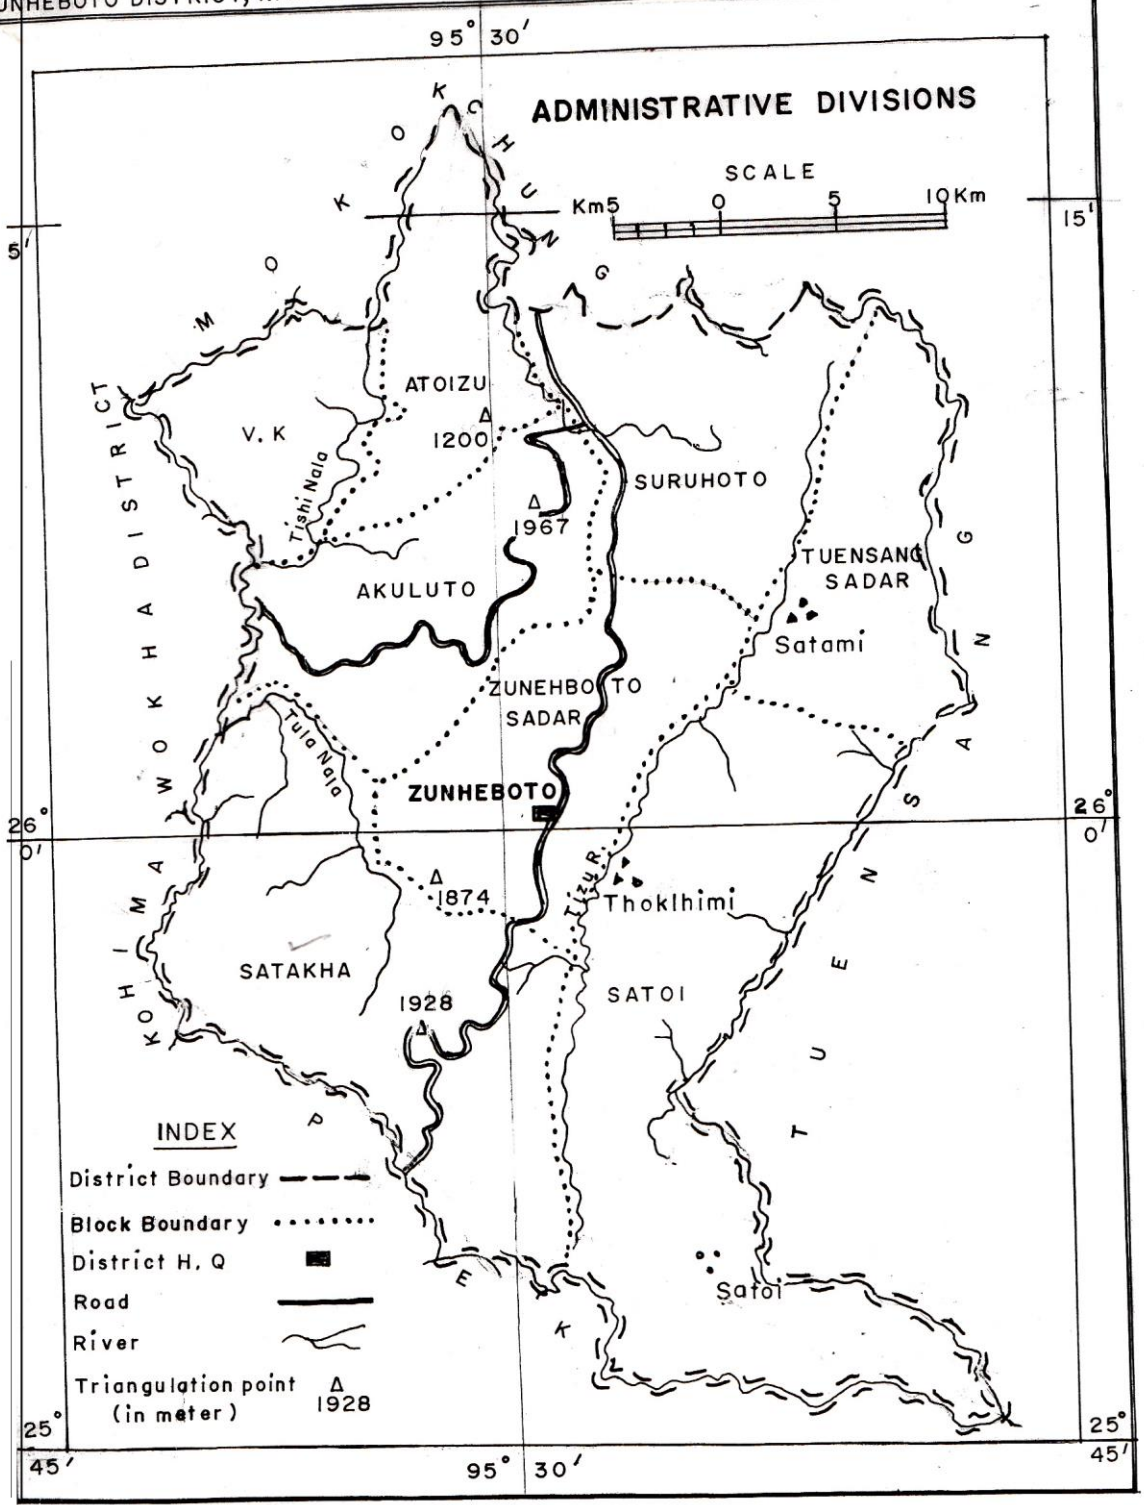 UNHEBOTO DISTRICT,
95° 30′
ADMINISTRATIVE DIVISIONS
SCALE
Km5 0 5 10Km
5′
15′
MOKOKCHUNG
WOKHA DISTRICT
ATOIZU
1200
V.K
Tishi Nala
SURUHOTO
1967
TUENSANG
SADAR
AKULUTO
Satami
ZUNEHBOTO
SADAR
Tula Nala
ZUNHEBOTO
26°
0′
26°
0′
Tizu R.
1874
Thoklhimi
SATAKHA
SATOI
1928
KOHIMA
TUENSANG
PEK
Satoi
INDEX
District Boundary
Block Boundary
District H, Q
Road
River
Triangulation point
(in meter)
1928
25°
45′
95° 30′
25°
45′